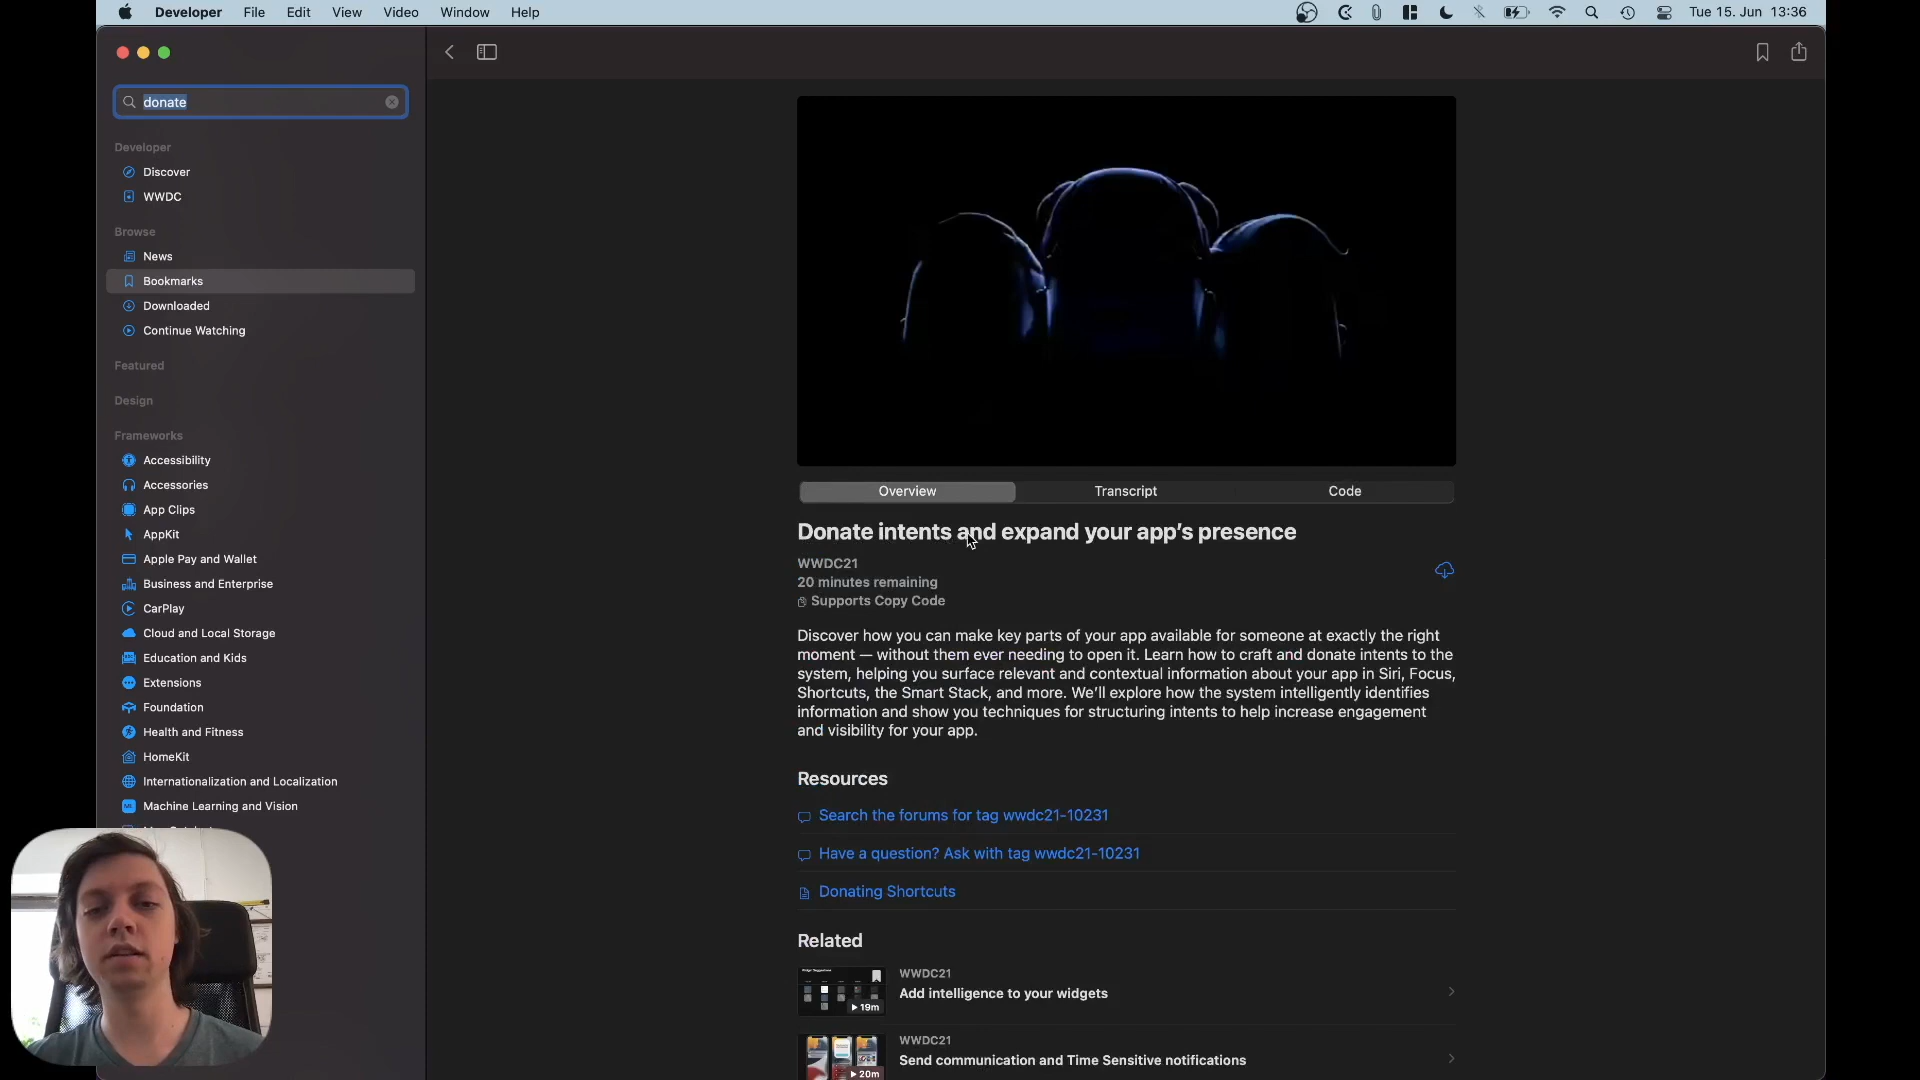 Developer File Edit View Video Window Help
Tue 15. Jun 13:36
donate
Developer
Discover
WWDC
Browse
News
Bookmarks
Downloaded
Continue Watching
Featured
Design
Frameworks
Accessibility
Accessories
App Clips
AppKit
Apple Pay and Wallet
Business and Enterprise
CarPlay
Cloud and Local Storage
Education and Kids
Extensions
Foundation
Health and Fitness
HomeKit
Internationalization and Localization
Machine Learning and Vision
Overview Transcript Code
Donate intents and expand your app’s presence
WWDC21
20 minutes remaining
Supports Copy Code
Discover how you can make key parts of your app available for someone at exactly the right
moment — without them ever needing to open it. Learn how to craft and donate intents to the
system, helping you surface relevant and contextual information about your app in Siri, Focus,
Shortcuts, the Smart Stack, and more. We’ll explore how the system intelligently identifies
information and show you techniques for structuring intents to help increase engagement
and visibility for your app.
Resources
Search the forums for tag wwdc21-10231
Have a question? Ask with tag wwdc21-10231
Donating Shortcuts
Related
19m
WWDC21
Add intelligence to your widgets
20m
WWDC21
Send communication and Time Sensitive notifications